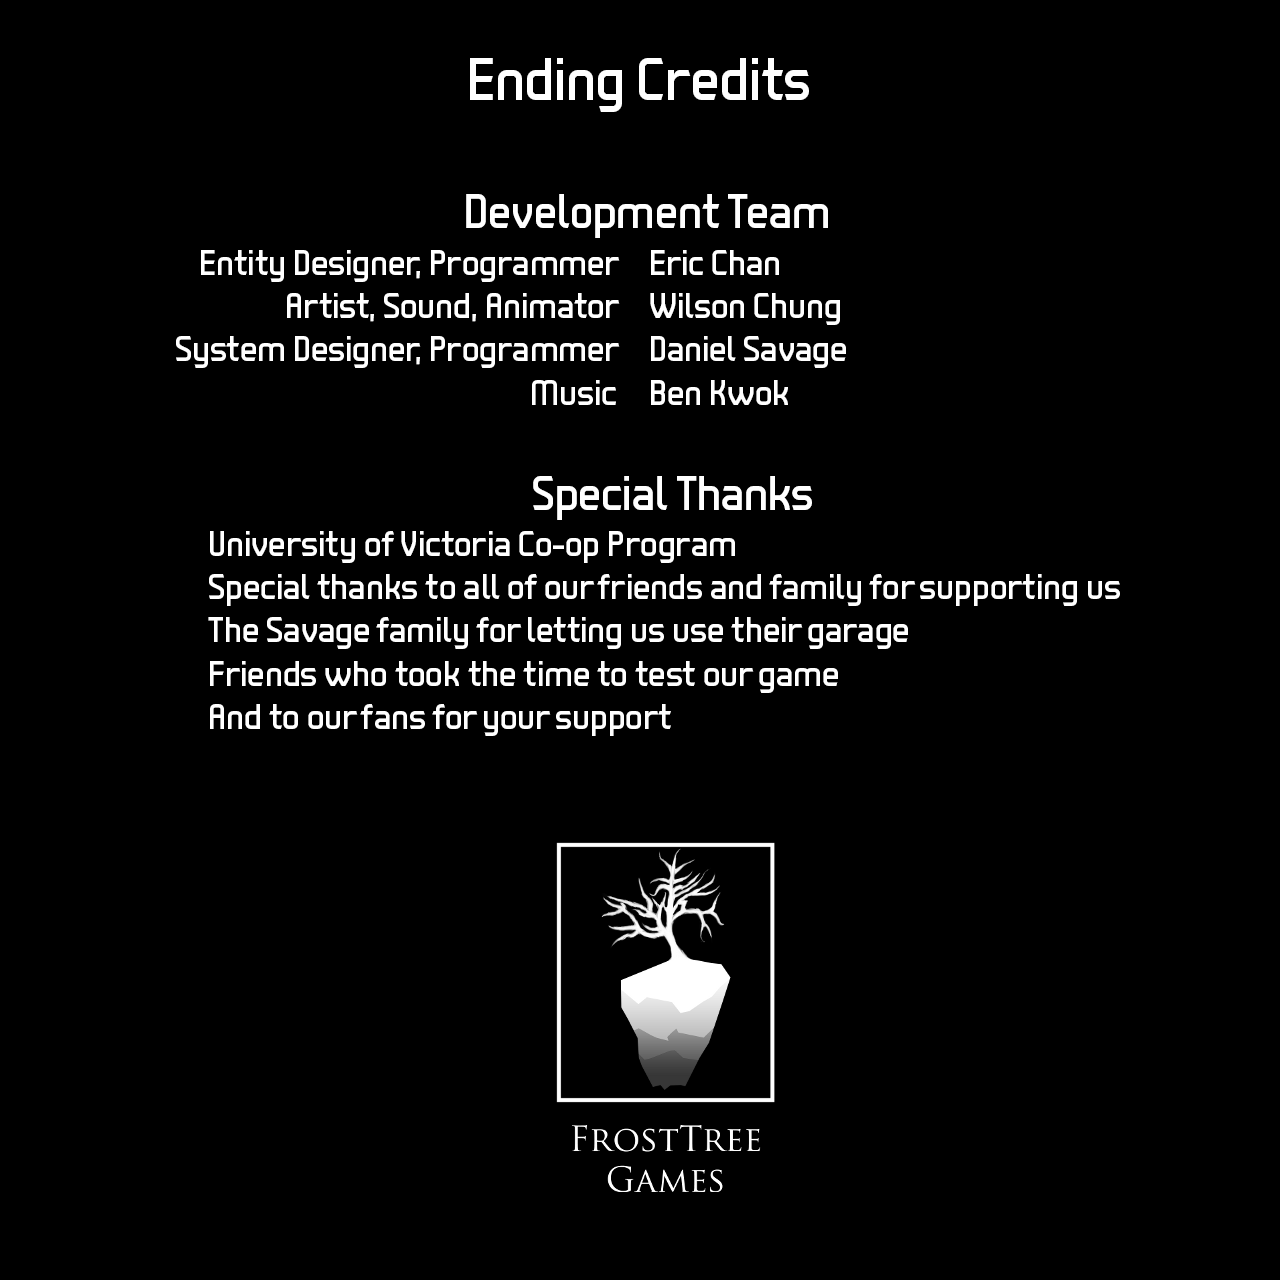 Ending Credits
Development Team
Entity Designer, Programmer Eric Chan
Artist, Sound, Animator Wilson Chung
System Designer, Programmer Daniel Savage
Music Ben Kwok
Special Thanks
University of Victoria Co-op Program
Special thanks to all of our friends and family for supporting us
The Savage family for letting us use their garage
Friends who took the time to test our game
And to our fans for your support
FrostTree
Games